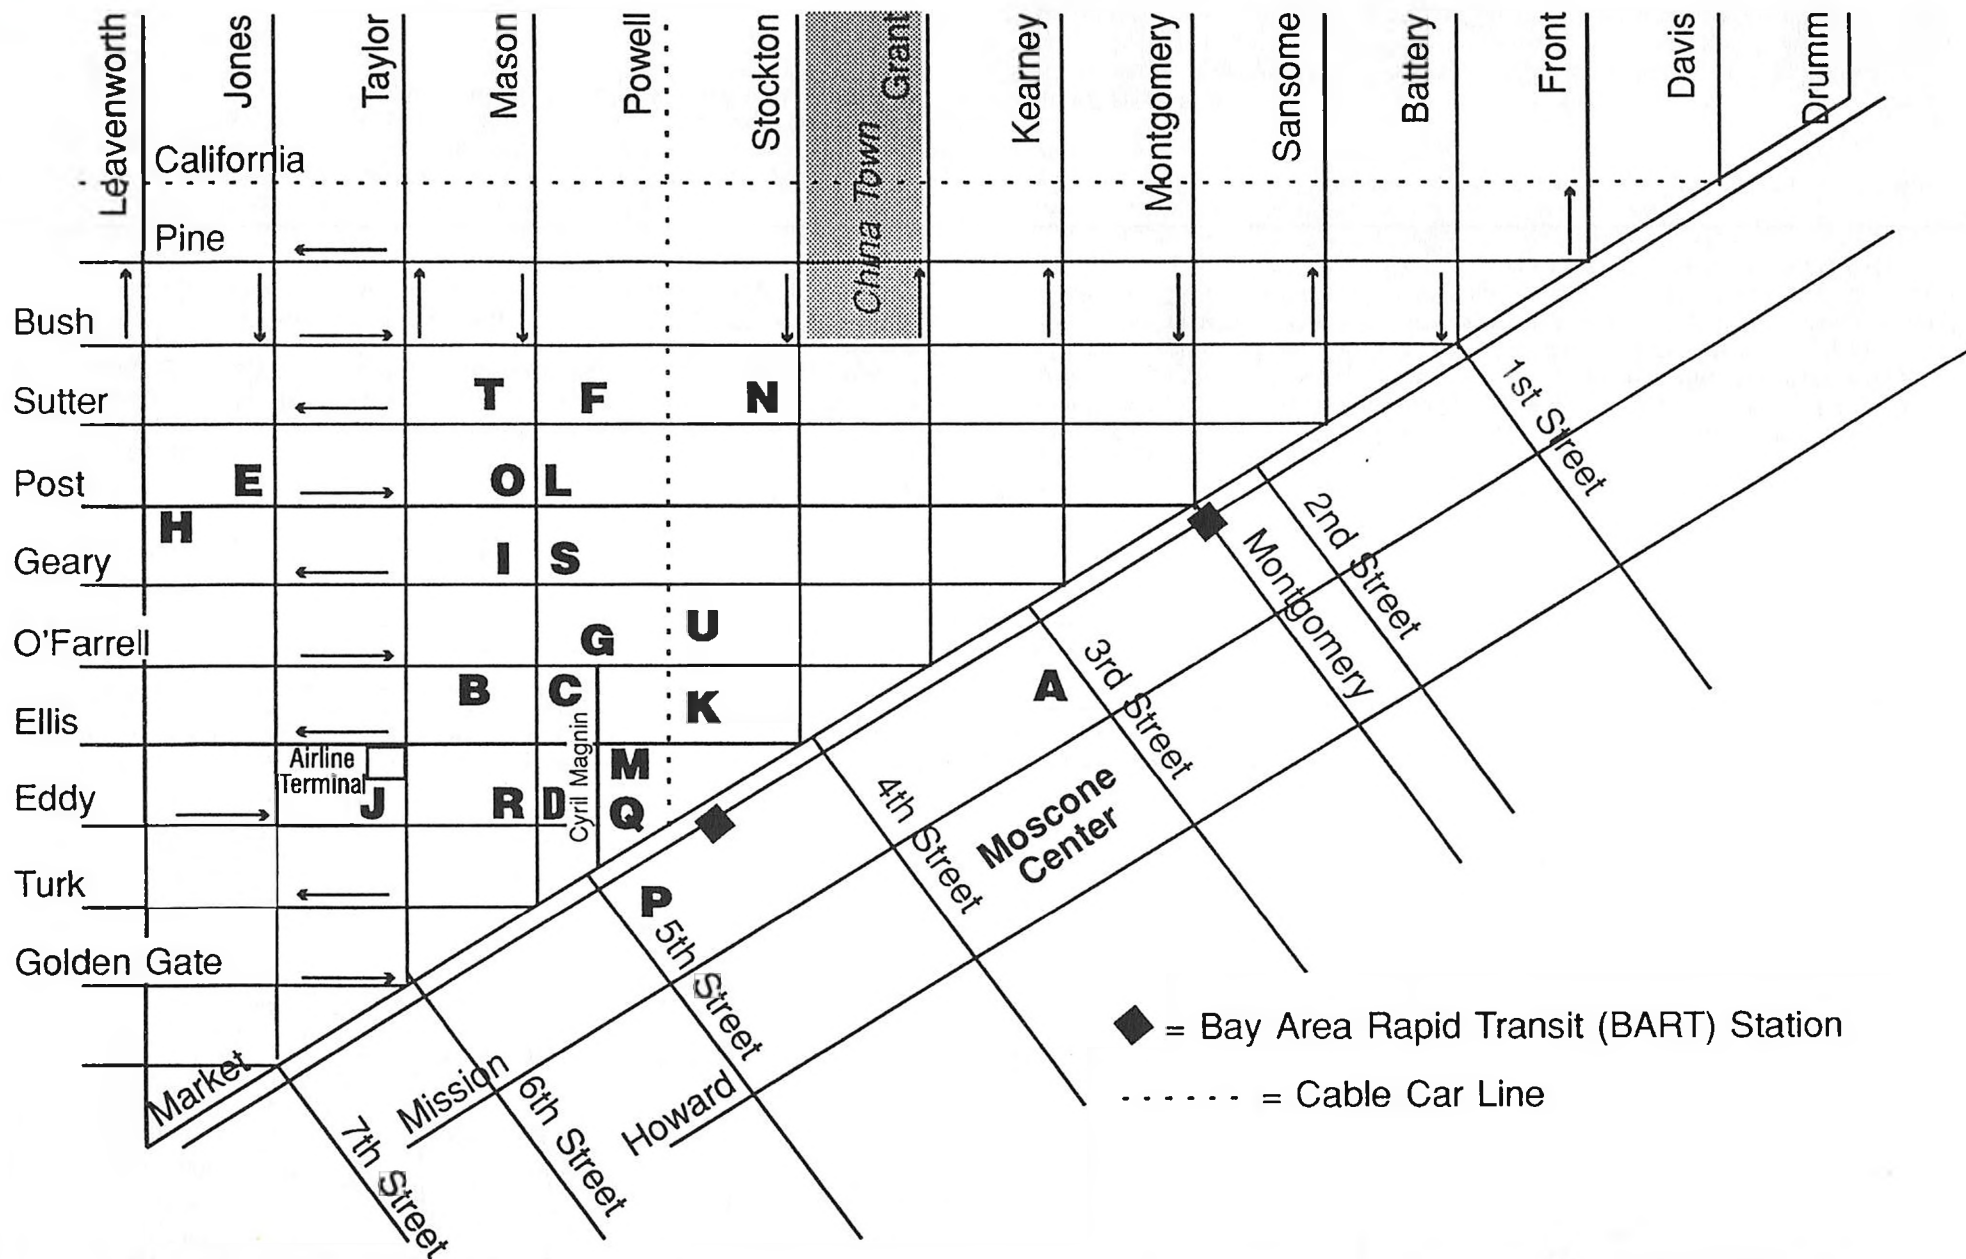 Leavenworth
Jones
Taylor
Mason
Powell
Stockton
Grant
China Town
Kearney
Montgomery
Sansome
Battery
Front
Davis
Drumm
California
Pine
Bush
Sutter
T
F
N
Post
E
O
L
H
Geary
I
S
O'Farrell
G
U
B
C
Ellis
K
A
Airline
Terminal
Cyril Magnin
M
Eddy
J
R
D
Q
Turk
P
Golden Gate
Market
Mission
Howard
1st Street
2nd Street
Montgomery
3rd Street
4th Street
5th Street
6th Street
7th Street
Moscone
Center
= Bay Area Rapid Transit (BART) Station
= Cable Car Line